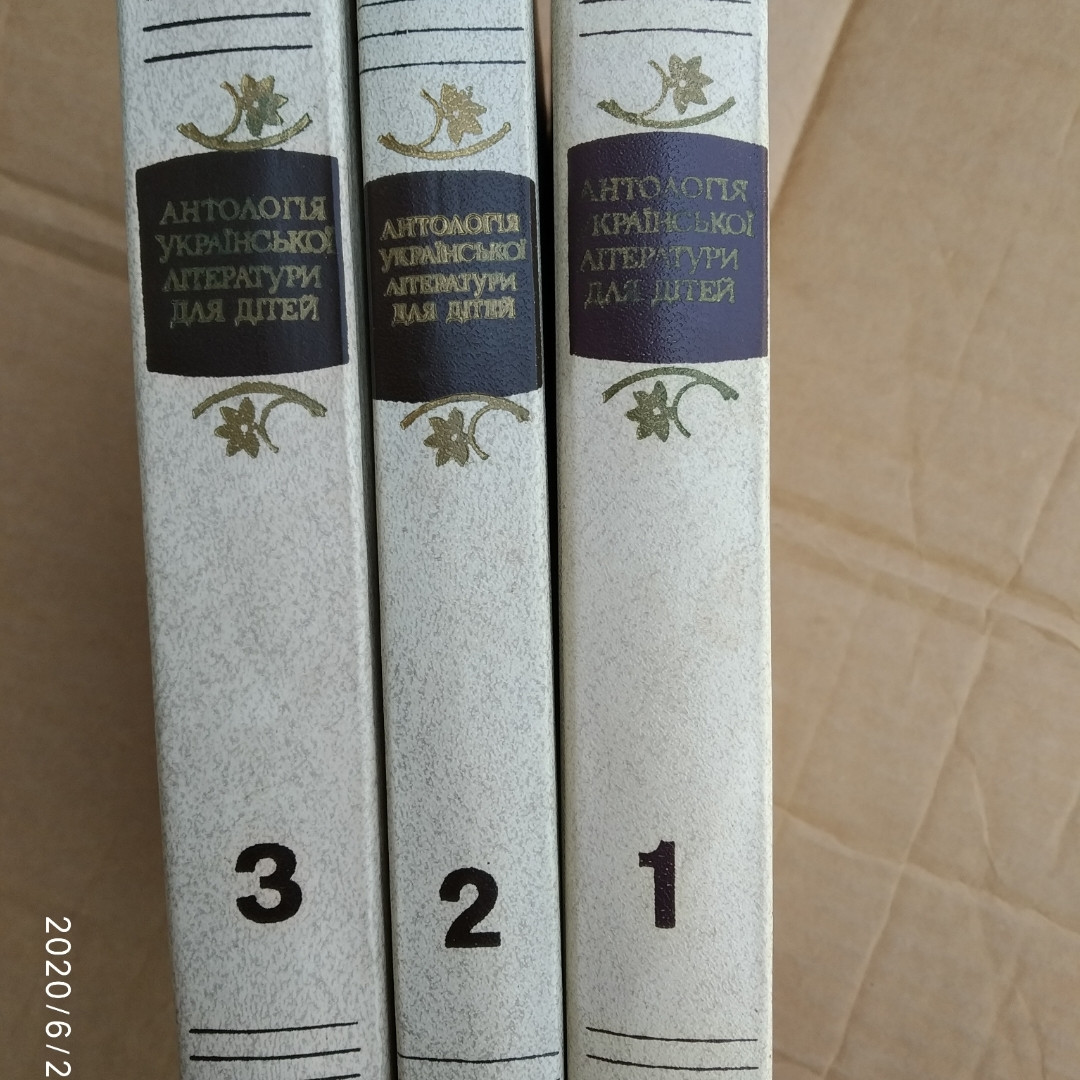 АНТОЛОГІЯ
УКРАЇНСЬКОЇ
ЛІТЕРАТУРИ
ДЛЯ ДІТЕЙ
3
АНТОЛОГІЯ
УКРАЇНСЬКОЇ
ЛІТЕРАТУРИ
ДЛЯ ДІТЕЙ
2
АНТОЛОГІЯ
КРАЇНСЬКОЇ
ЛІТЕРАТУРИ
ДЛЯ ДІТЕЙ
1
2020/6/2